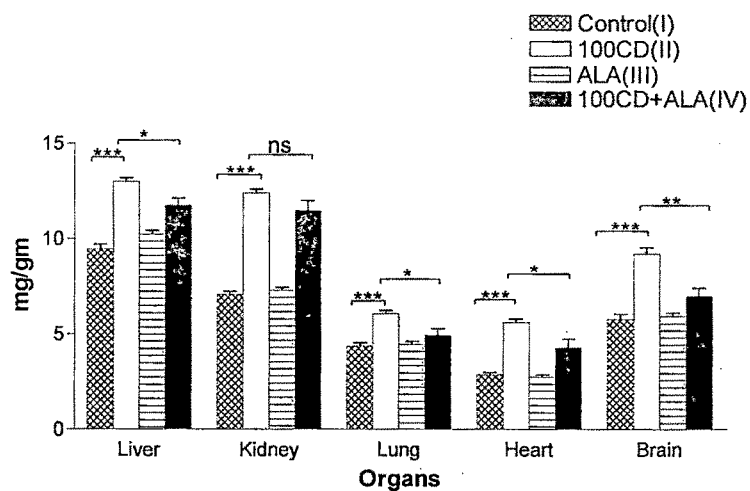 Control(I)
100CD(II)
ALA(III)
100CD+ALA(IV)
15
10
5
0
mg/gm
*** *
*** ns
*** *
*** *
*** **
Liver Kidney Lung Heart Brain
Organs